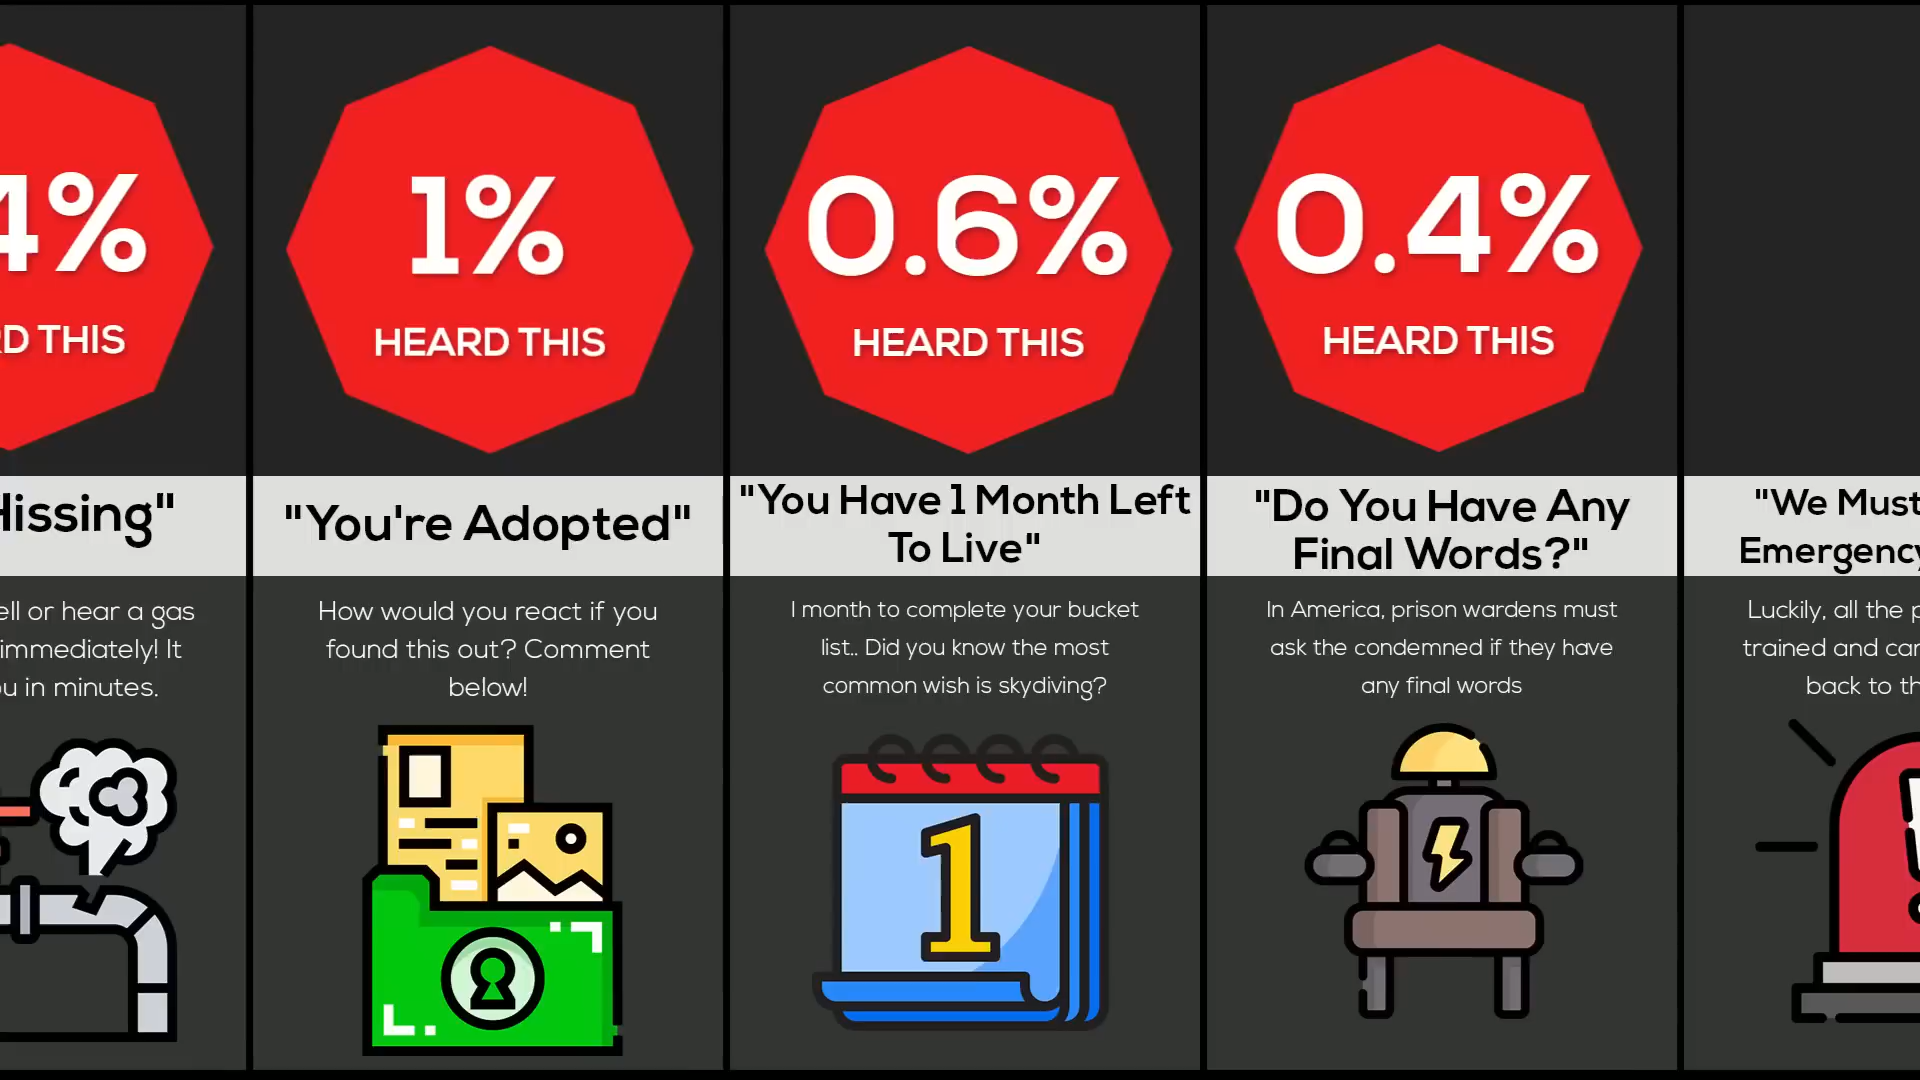 4%
THIS
Hissing"
or hear a gas
immediately! It
in minutes.
1%
HEARD THIS
"You're Adopted"
How would you react if you
found this out? Comment
below!
0.6%
HEARD THIS
"You Have 1 Month Left
To Live"
1 month to complete your bucket
list.. Did you know the most
common wish is skydiving?
1
0.4%
HEARD THIS
"Do You Have Any
Final Words?"
In America, prison wardens must
ask the condemned if they have
any final words
"We Must
Emergency
Luckily, all the
trained and
back to